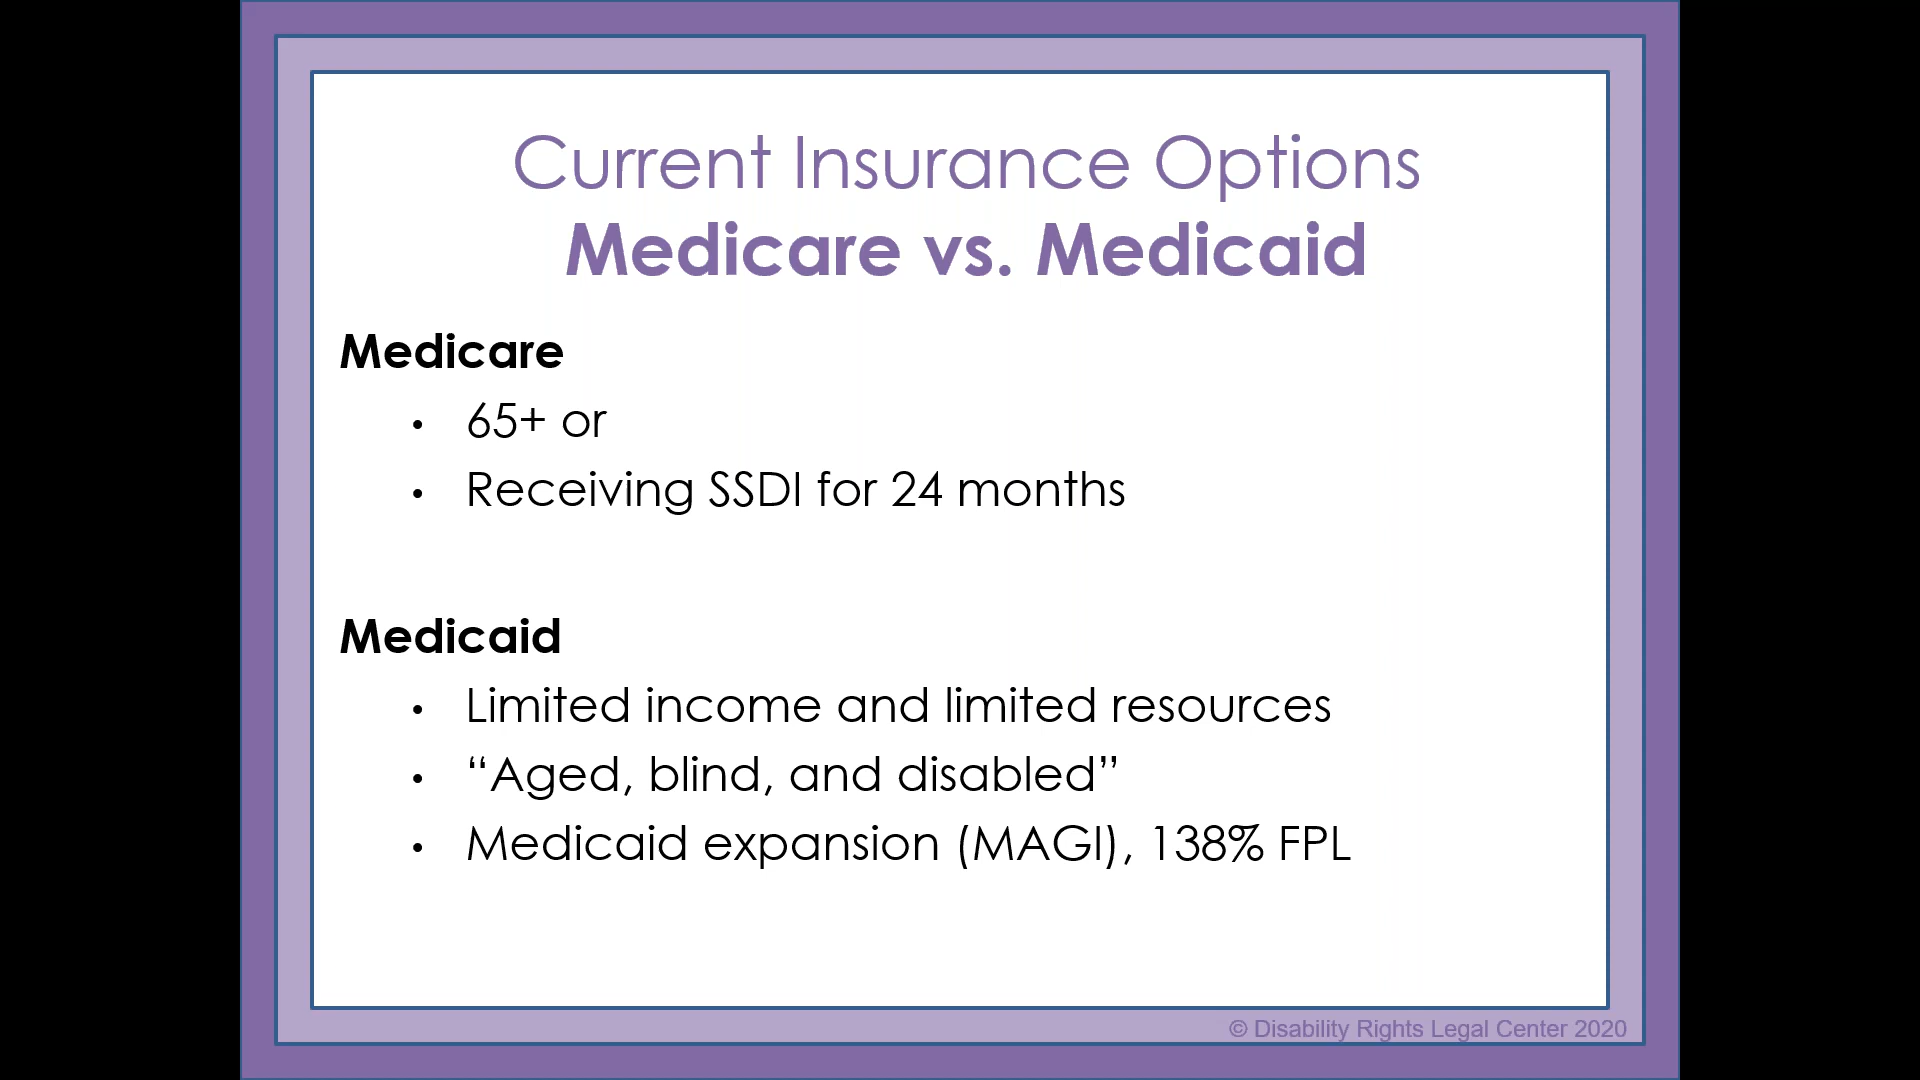 Current Insurance Options
Medicare vs. Medicaid
Medicare
• 65+ or
• Receiving SSDI for 24 months
Medicaid
• Limited income and limited resources
• “Aged, blind, and disabled”
• Medicaid expansion (MAGI), 138% FPL
© Disability Rights Legal Center 2020